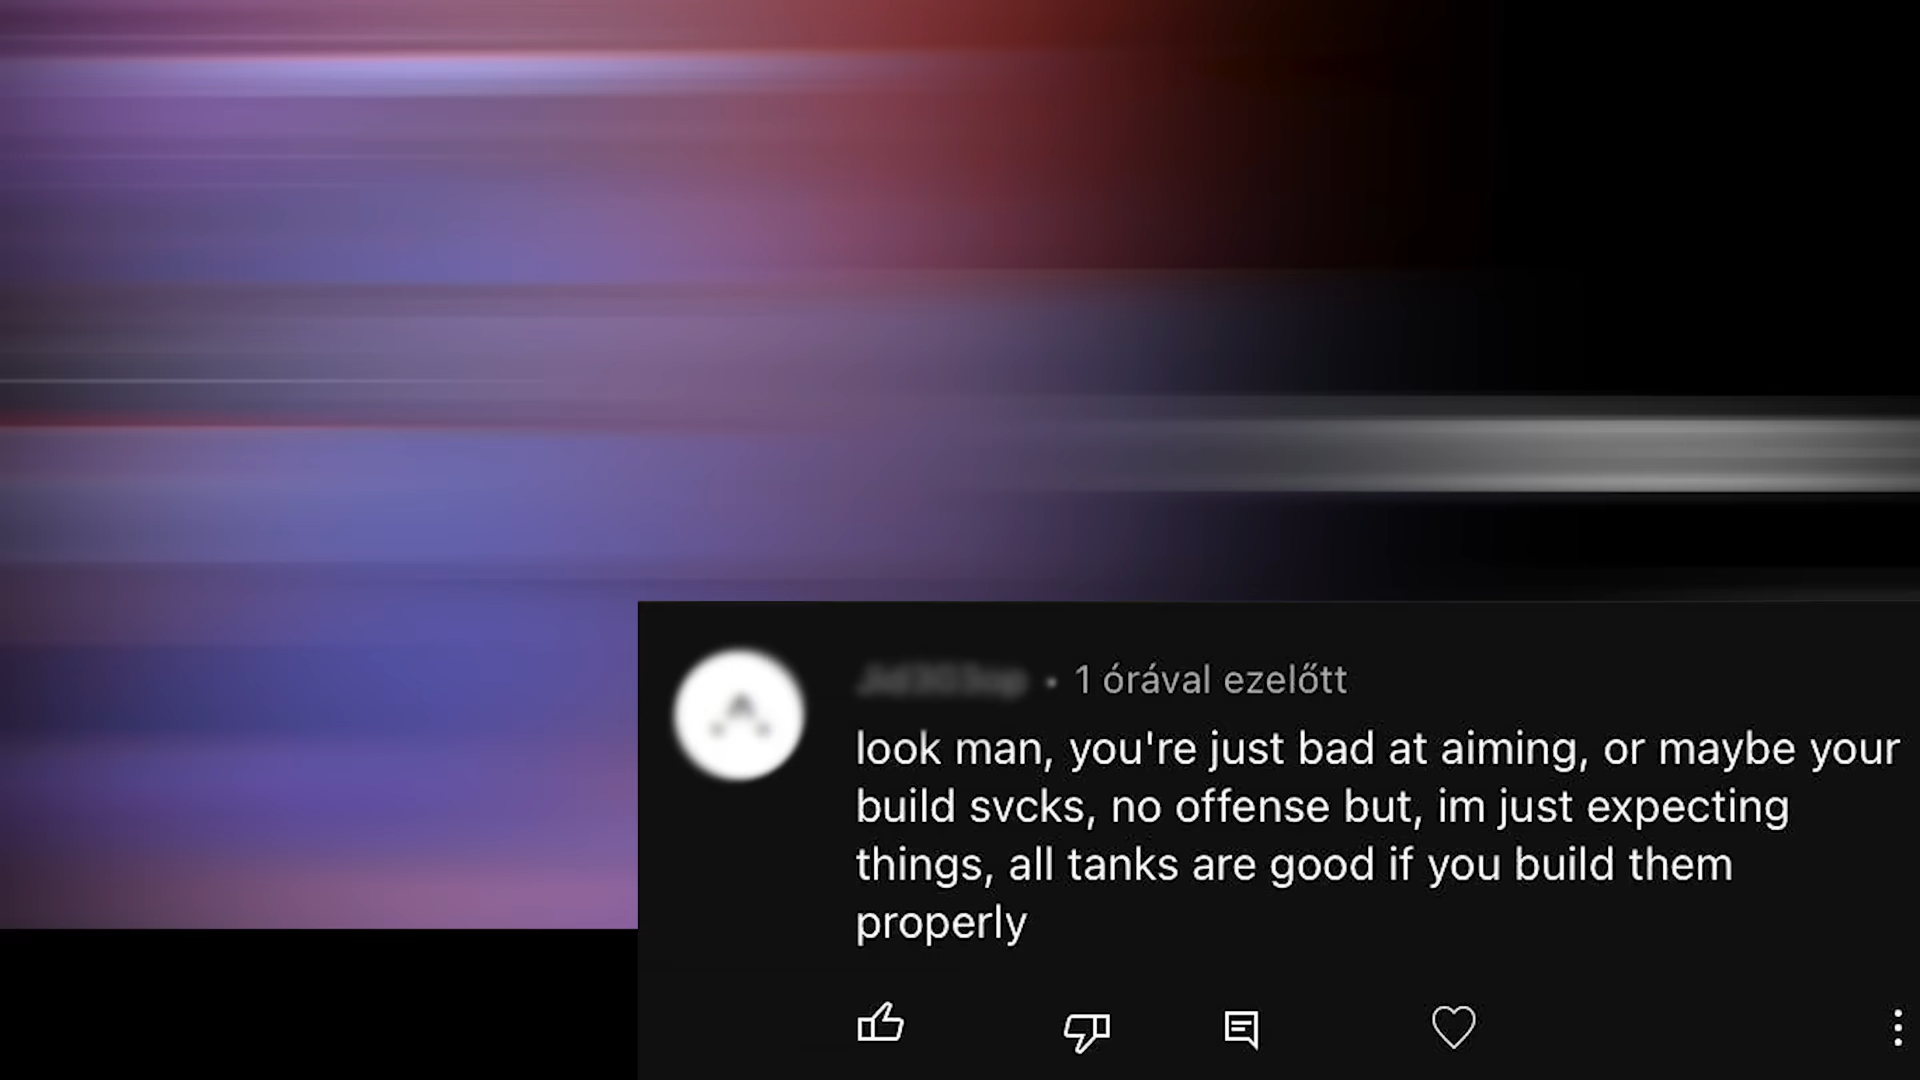 • 1 órával ezelőtt
look man, you're just bad at aiming, or maybe your
build svcks, no offense but, im just expecting
things, all tanks are good if you build them
properly